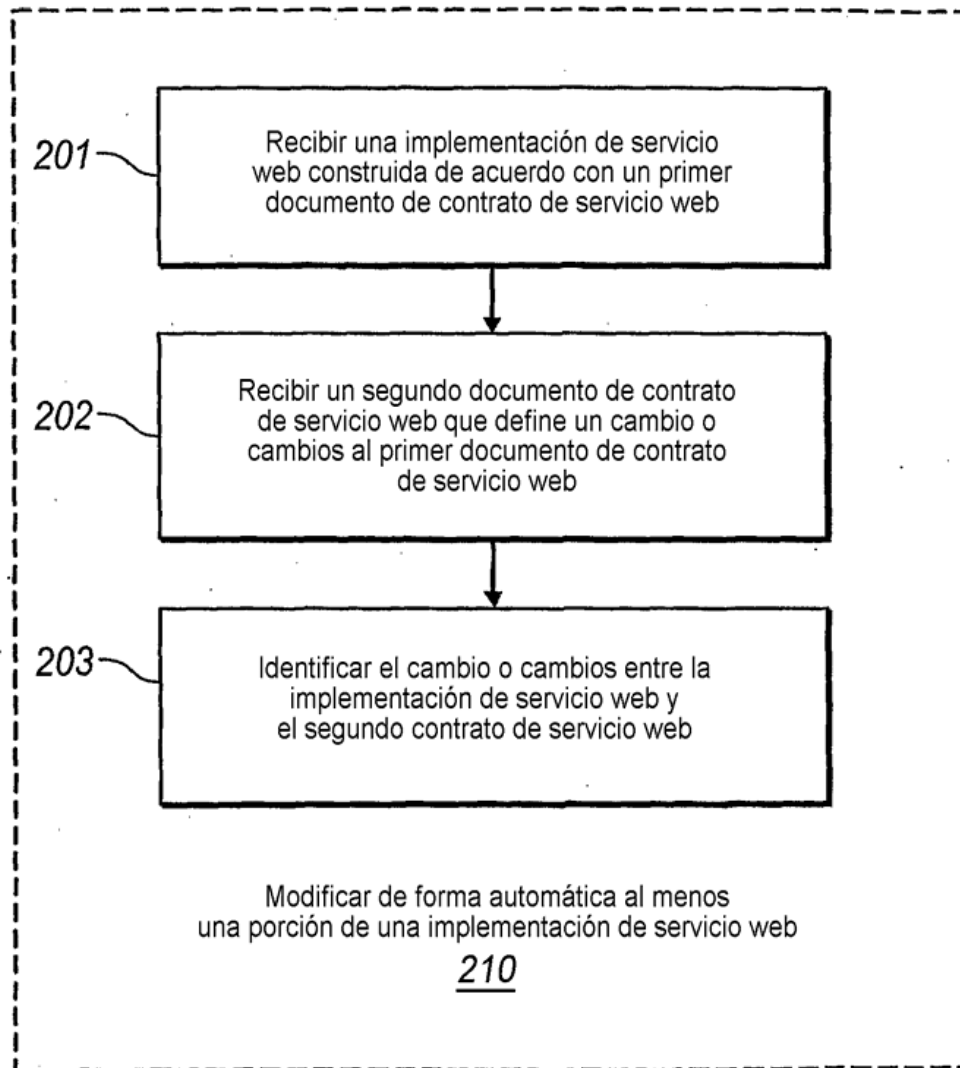 201
Recibir una implementación de servicio
web construida de acuerdo con un primer
documento de contrato de servicio web
202
Recibir un segundo documento de contrato
de servicio web que define un cambio o
cambios al primer documento de contrato
de servicio web
203
Identificar el cambio o cambios entre la
implementación de servicio web y
el segundo contrato de servicio web
Modificar de forma automática al menos
una porción de una implementación de servicio web
210